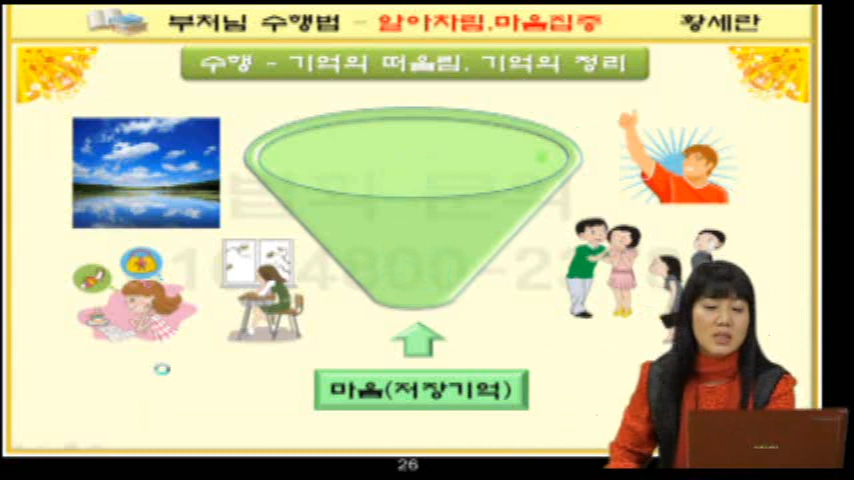 부처님 수행법 - 알아차림,마음집중
황세란
수행 - 기억의 떠올림, 기억의 정리
마음(저장기억)
26